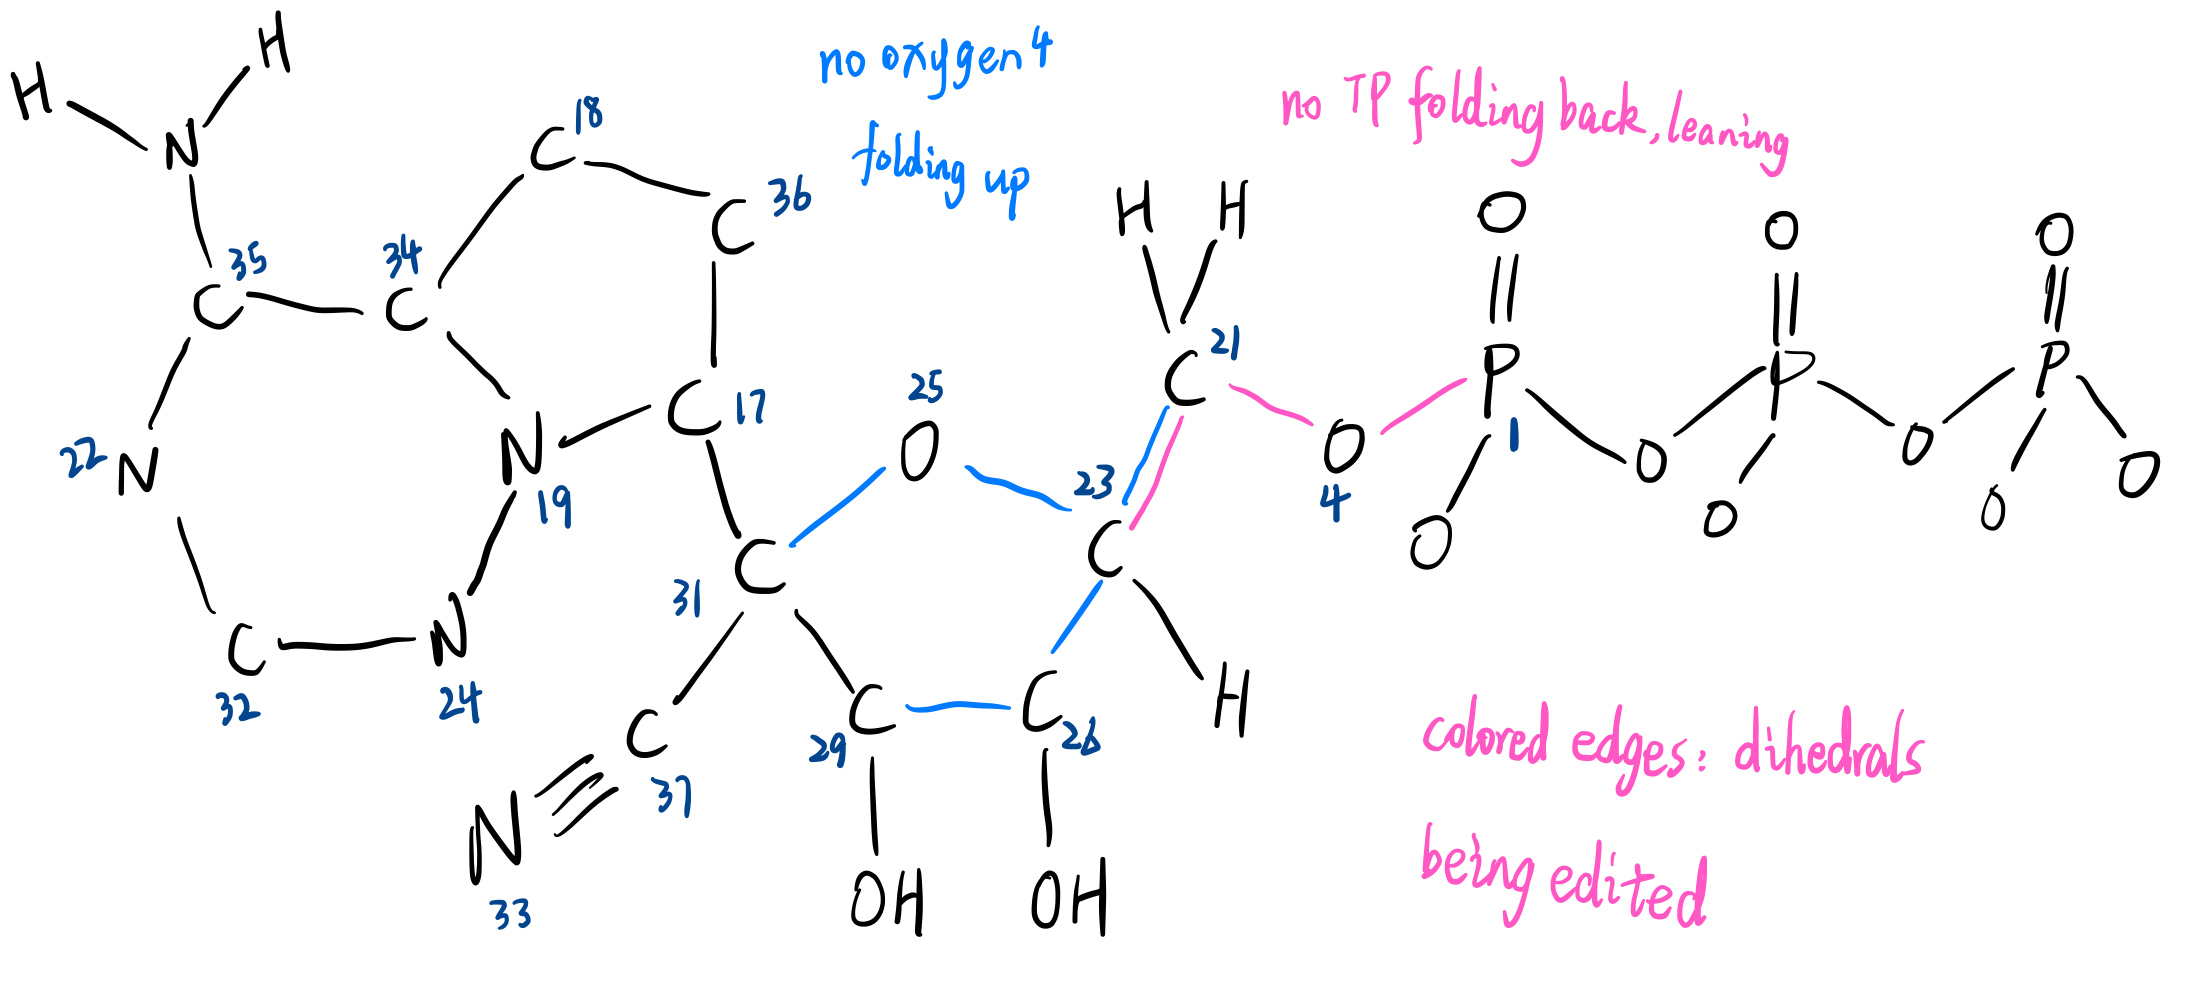 no oxygen 4
folding up
no TP folding back, leaning
H
H
N
C 18
C 36
35
C
34
C
22 N
N
19
C 17
C
32
N
24
25
O
31
C
C
37
N
33
29
C
OH
C
26
OH
23
C
H
H H
C 21
O
4
O
P
1
O
O
O
P
O
O
O
P
O
O
colored edges: dihedrals
being edited